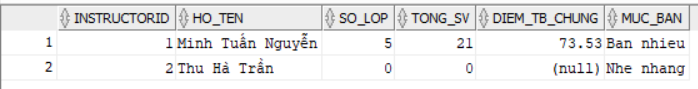 INSTRUCTORID HO_TEN SO_LOP TONG_SV DIEM_TB_CHUNG MUC_BAN
1 1 Minh Tuấn Nguyễn 5 21 73.53 Ban nhieu
2 2 Thu Hà Trần 0 0 (null) Nhe nhang